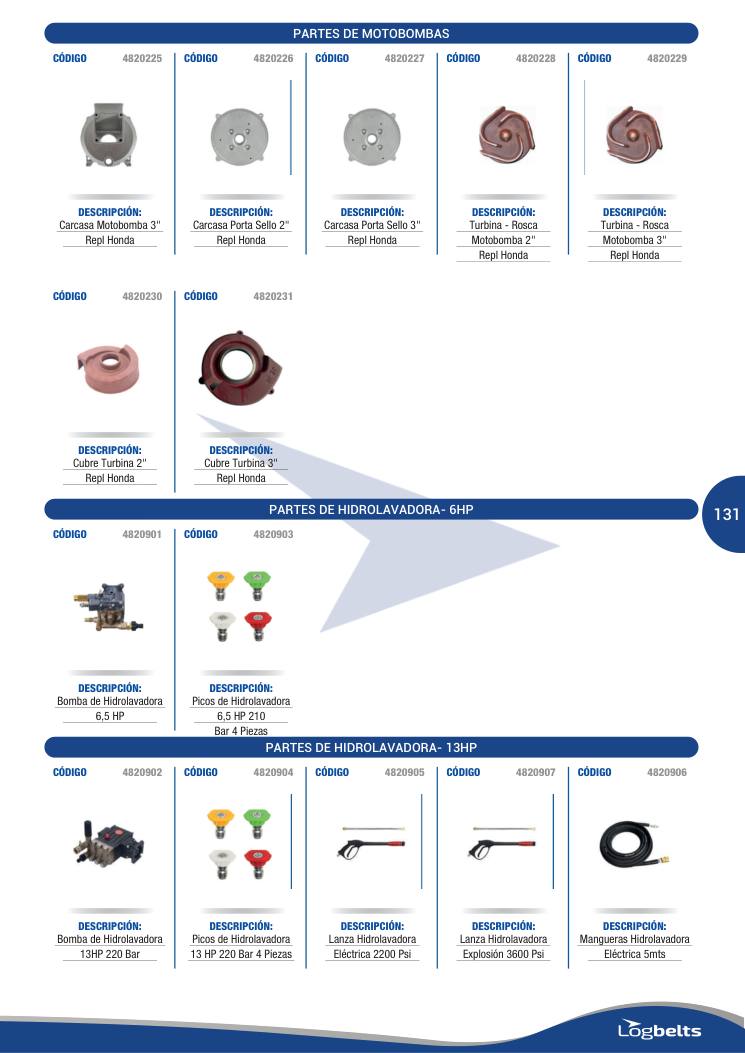 PARTES DE MOTOBOMBAS
CÓDIGO 4820225
DESCRIPCIÓN:
Carcasa Motobomba 3"
Repl Honda
CÓDIGO 4820226
DESCRIPCIÓN:
Carcasa Porta Sello 2"
Repl Honda
CÓDIGO 4820227
DESCRIPCIÓN:
Carcasa Porta Sello 3"
Repl Honda
CÓDIGO 4820228
DESCRIPCIÓN:
Turbina - Rosca
Motobomba 2"
Repl Honda
CÓDIGO 4820229
DESCRIPCIÓN:
Turbina - Rosca
Motobomba 3"
Repl Honda
CÓDIGO 4820230
DESCRIPCIÓN:
Cubre Turbina 2"
Repl Honda
CÓDIGO 4820231
DESCRIPCIÓN:
Cubre Turbina 3"
Repl Honda
PARTES DE HIDROLAVADORA- 6HP
131
CÓDIGO 4820901
DESCRIPCIÓN:
Bomba de Hidrolavadora
6,5 HP
CÓDIGO 4820903
DESCRIPCIÓN:
Picos de Hidrolavadora
6,5 HP 210
Bar 4 Piezas
PARTES DE HIDROLAVADORA- 13HP
CÓDIGO 4820902
DESCRIPCIÓN:
Bomba de Hidrolavadora
13HP 220 Bar
CÓDIGO 4820904
DESCRIPCIÓN:
Picos de Hidrolavadora
13 HP 220 Bar 4 Piezas
CÓDIGO 4820905
DESCRIPCIÓN:
Lanza Hidrolavadora
Eléctrica 2200 Psi
CÓDIGO 4820907
DESCRIPCIÓN:
Lanza Hidrolavadora
Explosión 3600 Psi
CÓDIGO 4820906
DESCRIPCIÓN:
Mangueras Hidrolavadora
Eléctrica 5mts
Logbelts